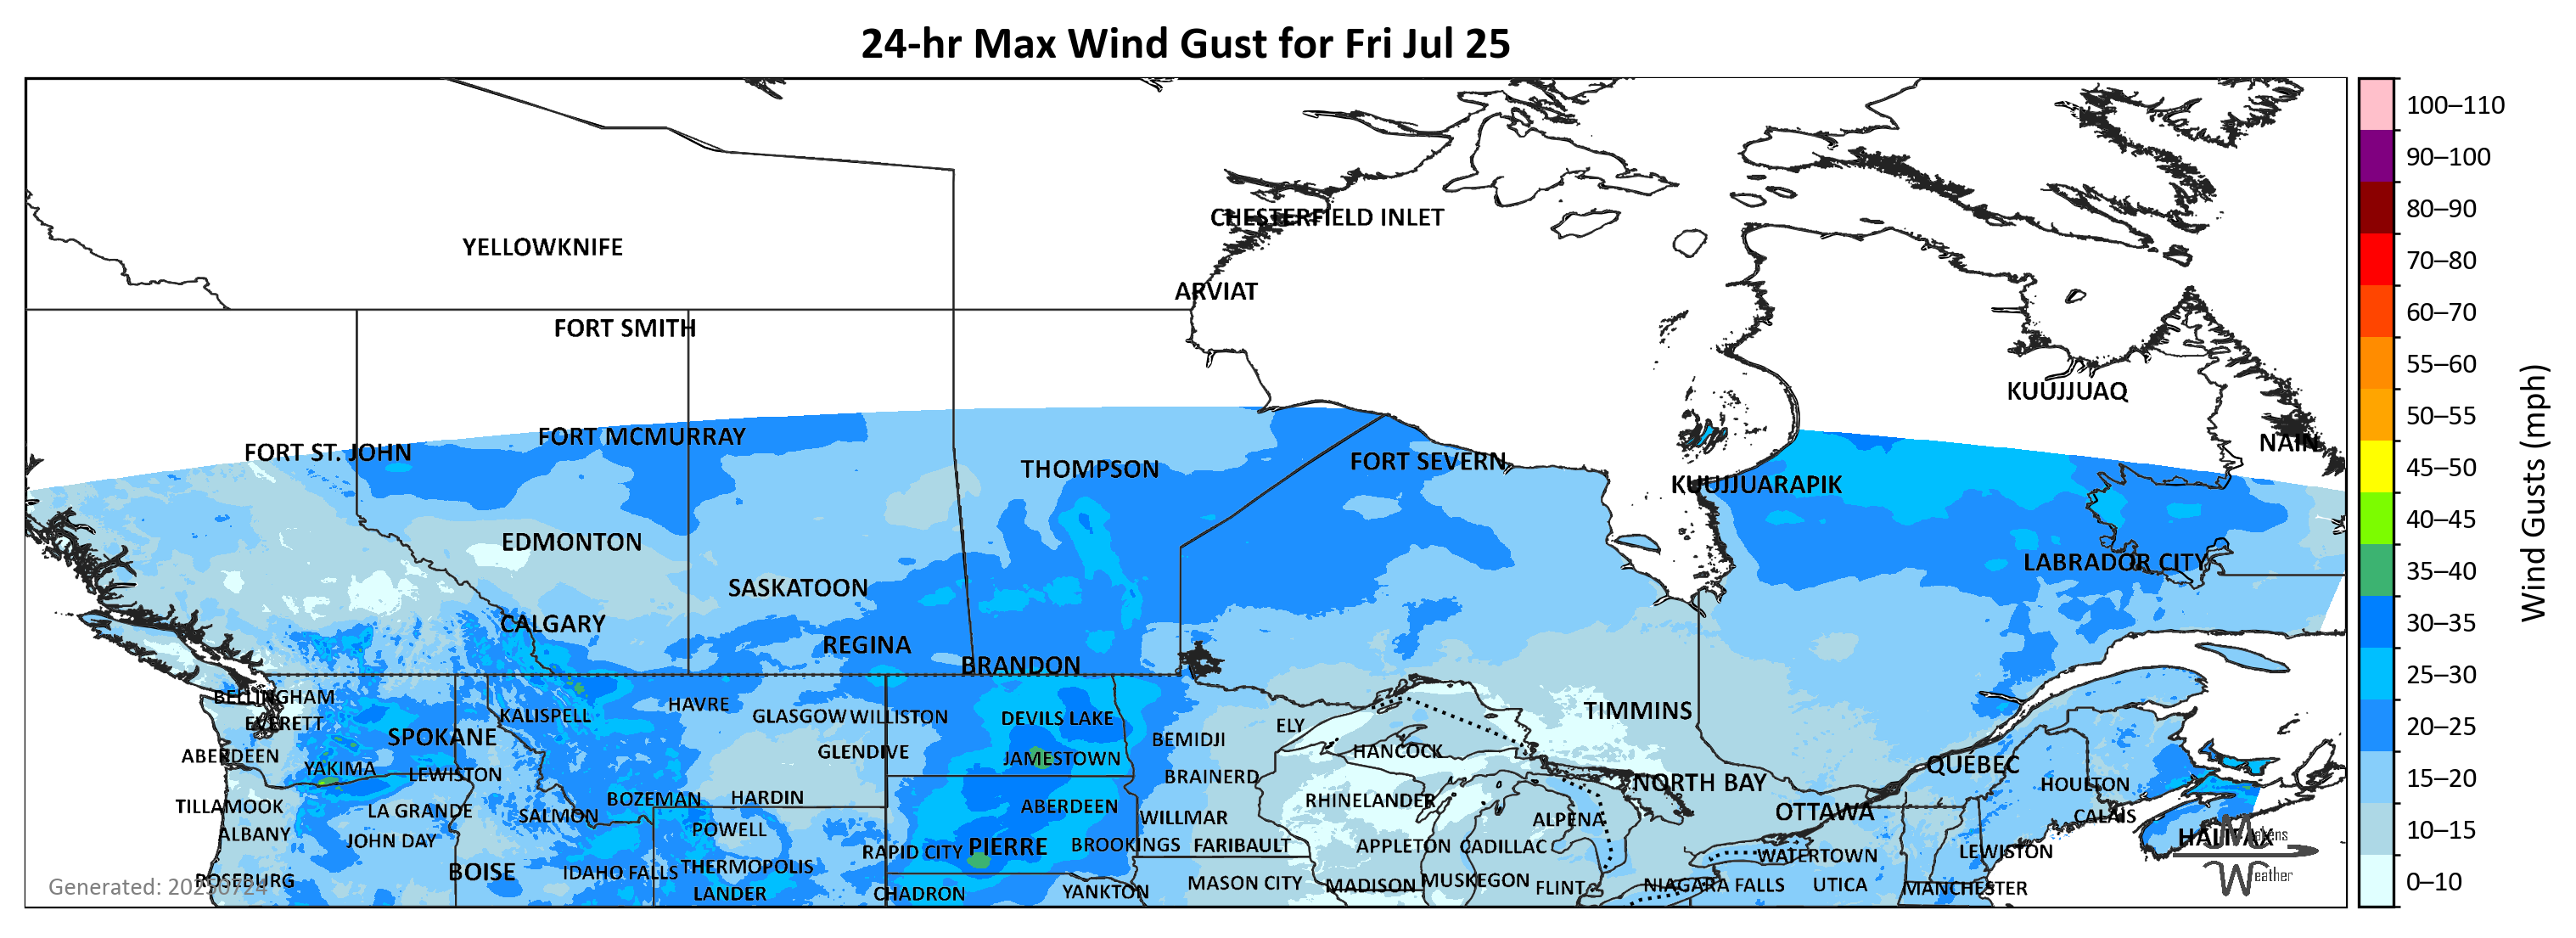 24-hr Max Wind Gust for Fri Jul 25
100–110
90–100
80–90
70–80
60–70
55–60
50–55
45–50
40–45
35–40
30–35
25–30
20–25
15–20
10–15
0–10
Wind Gusts (mph)
CHESTERFIELD INLET
YELLOWKNIFE
ARVIAT
FORT SMITH
KUUJJUAQ
FORT MCMURRAY
NAIN
FORT ST. JOHN
FORT SEVERN
THOMPSON
KUUJJUARAPIK
EDMONTON
LABRADOR CITY
SASKATOON
CALGARY
REGINA
BRANDON
BELLINGHAM
HAVRE
TIMMINS
KALISPELL
GLASGOW WILLISTON
DEVILS LAKE
EVERETT
ELY
SPOKANE
BEMIDJI
GLENDIVE
HANCOCK
ABERDEEN
JAMESTOWN
QUÉBEC
YAKIMA
LEWISTON
BRAINERD
NORTH BAY
HOULTON
BOZEMAN
HARDIN
RHINELANDER
TILLAMOOK
ABERDEEN
LA GRANDE
OTTAWA
SALMON
CALAIS
WILLMAR
ALPENA
POWELL
ALBANY
HALIFAX
JOHN DAY
BROOKINGS
FARIBAULT
APPLETON
CADILLAC
PIERRE
RAPID CITY
LEWISTON
WATERTOWN
THERMOPOLIS
BOISE
IDAHO FALLS
ROSEBURG
MUSKEGON
MASON CITY
MADISON
NIAGARA FALLS
UTICA
FLINT
MANCHESTER
YANKTON
LANDER
CHADRON
Generated: 20250724
Makens
Weather